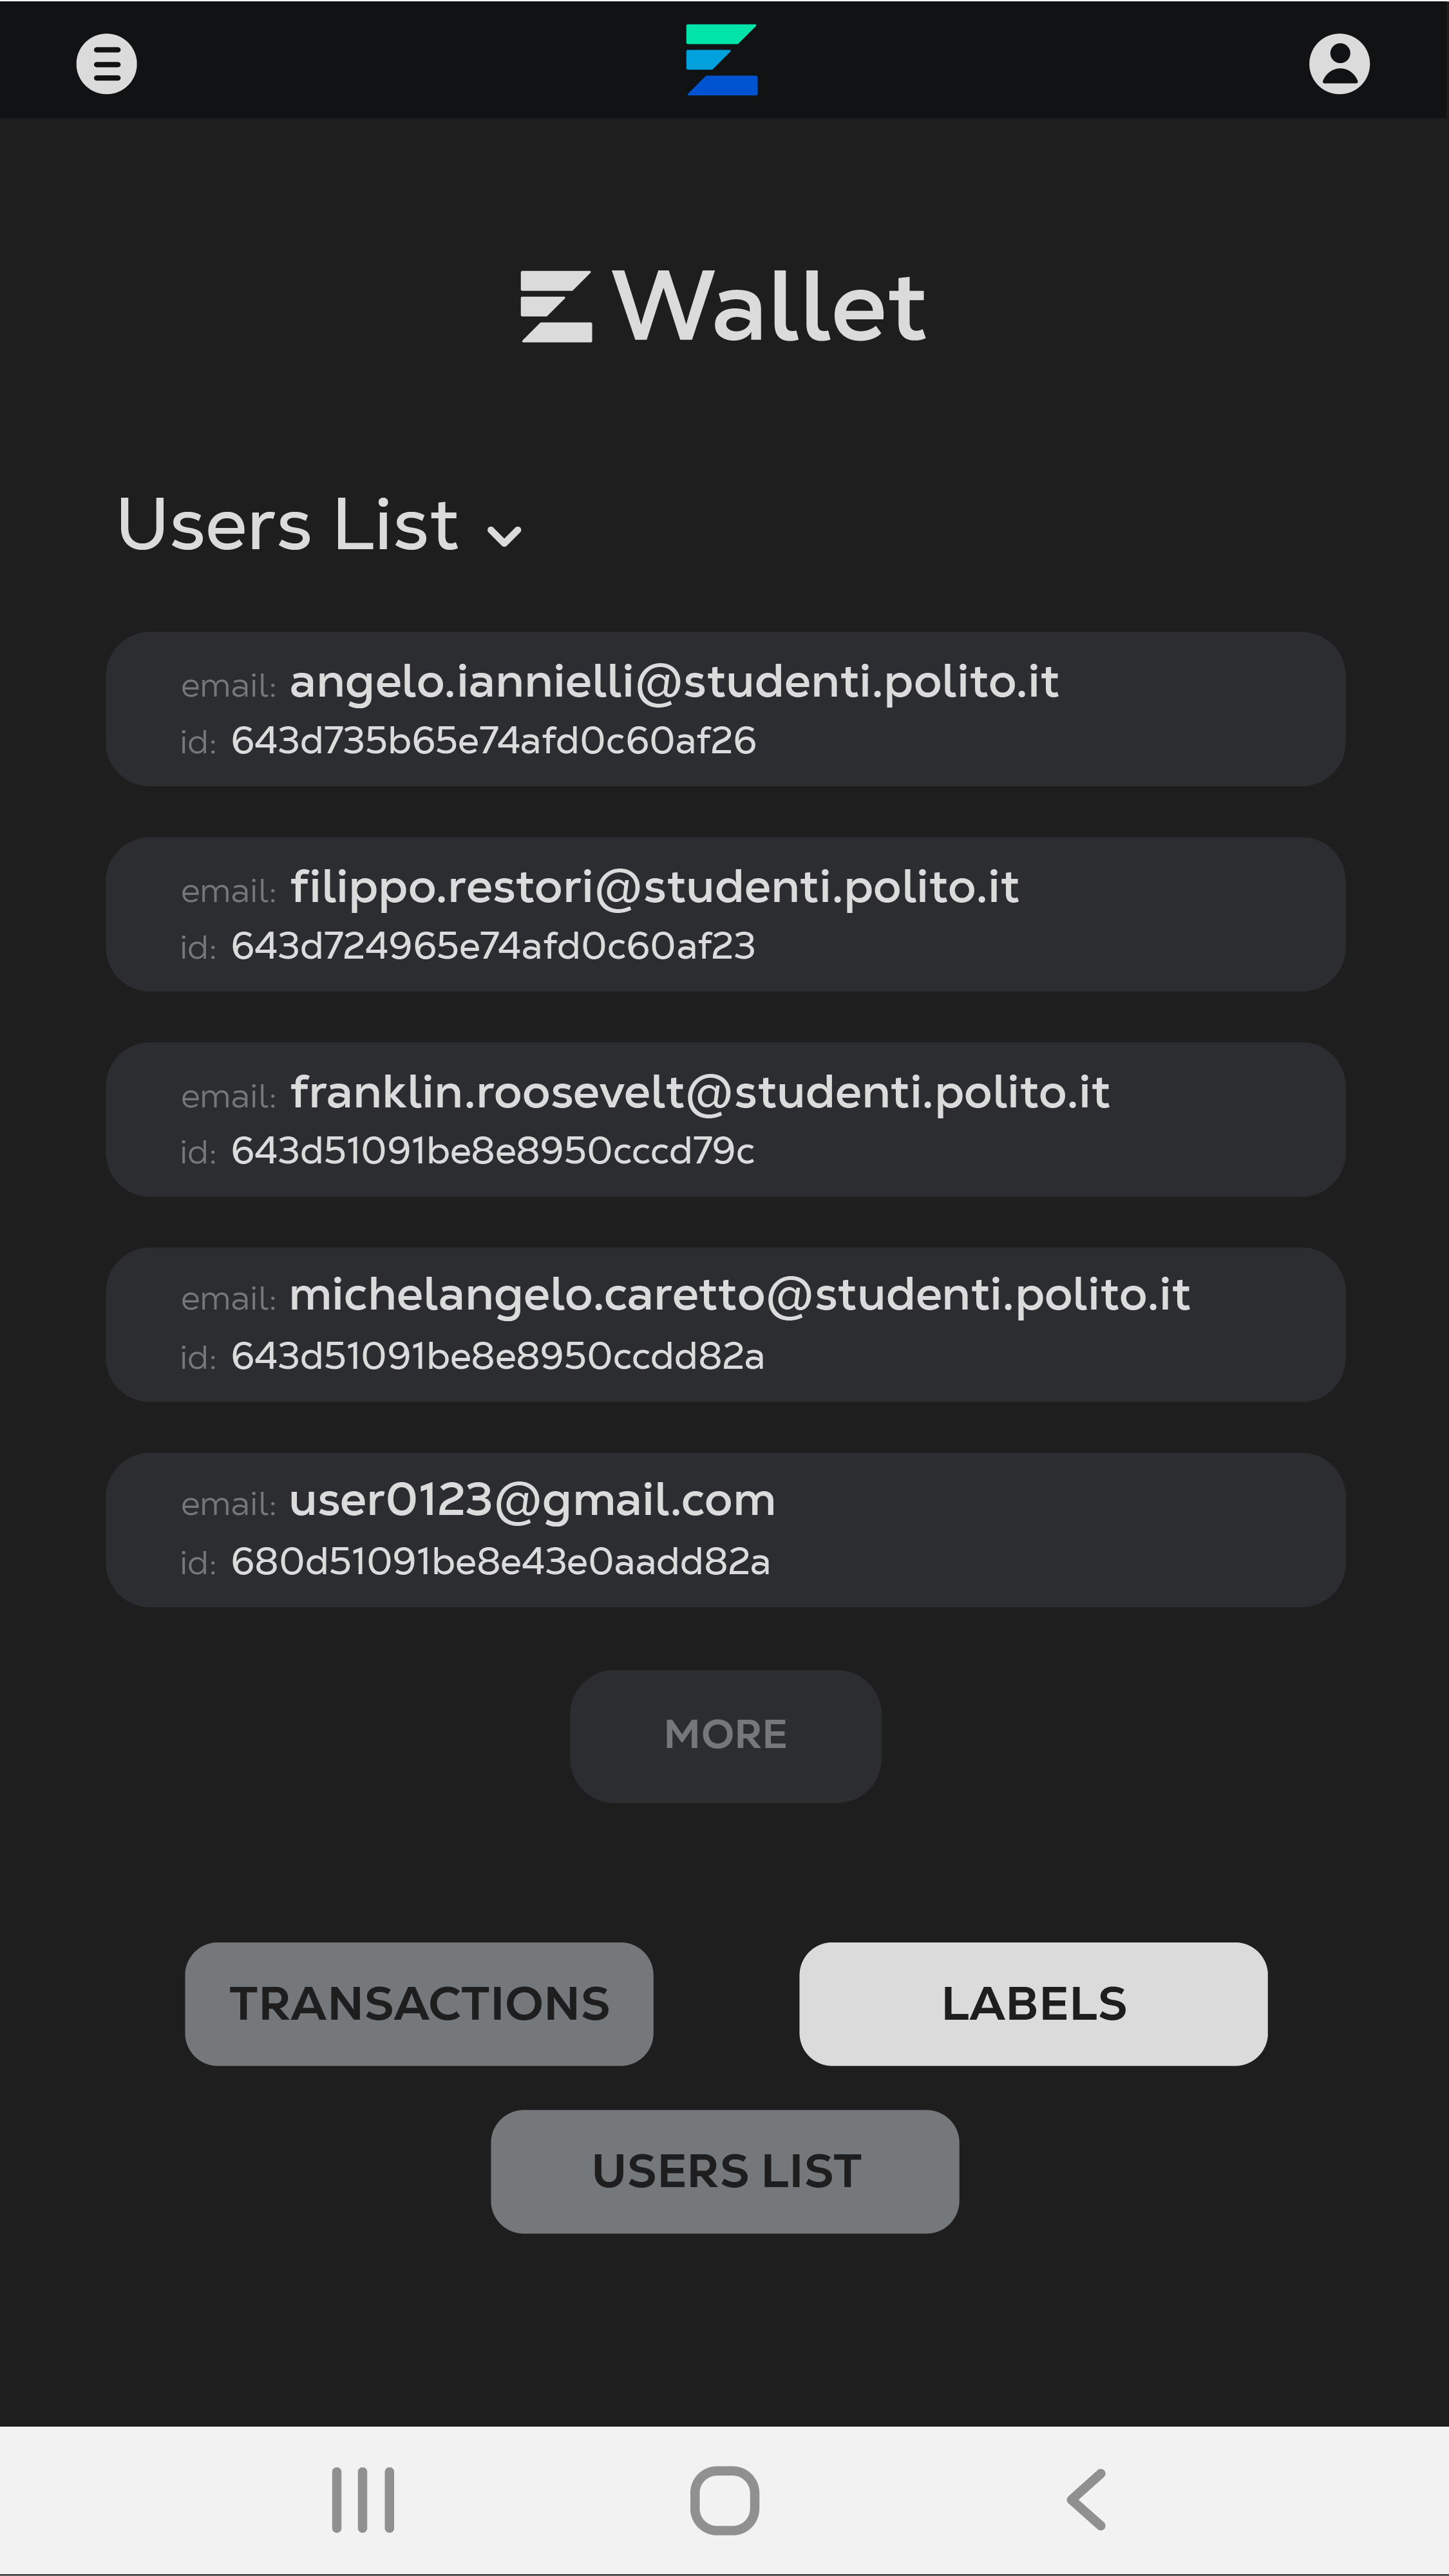 EWallet
Users List
email: angelo.iannielli@studenti.polito.it
id: 643d735b65e74afd0c60af26
email: filippo.restori@studenti.polito.it
id: 643d724965e74afd0c60af23
email: franklin.roosevelt@studenti.polito.it
id: 643d51091be8e8950cccd79c
email: michelangelo.caretto@studenti.polito.it
id: 643d51091be8e8950ccdd82a
email: user0123@gmail.com
id: 680d51091be8e43e0aadd82a
MORE
TRANSACTIONS LABELS
USERS LIST